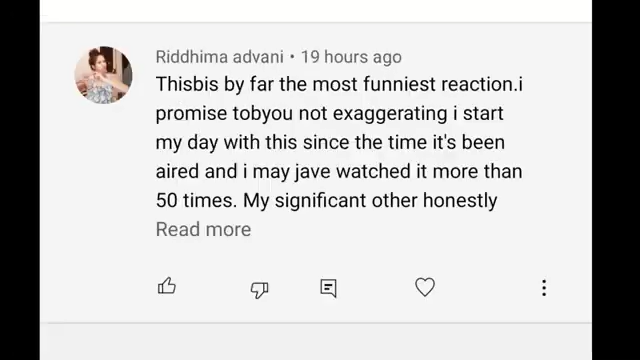 Riddhima advani • 19 hours ago
Thisbis by far the most funniest reaction.i
promise tobyou not exaggerating i start
my day with this since the time it's been
aired and i may jave watched it more than
50 times. My significant other honestly
Read more